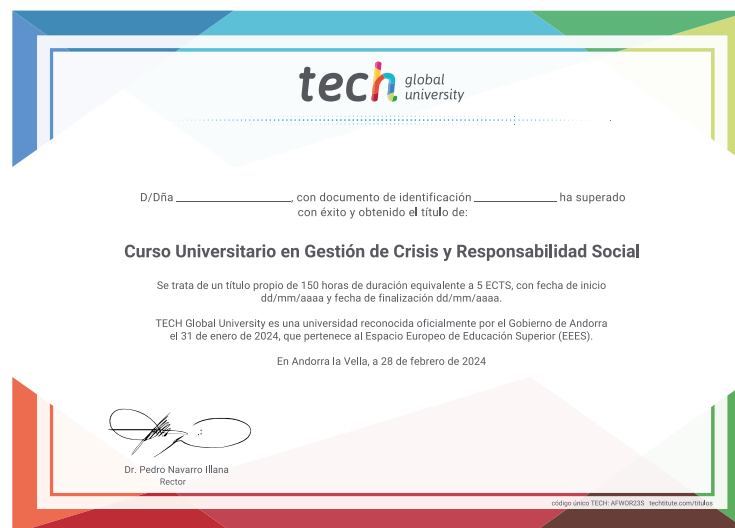 tech global university
D/Dña ____________________, con documento de identificación ______________ ha superado
con éxito y obtenido el título de:
Curso Universitario en Gestión de Crisis y Responsabilidad Social
Se trata de un título propio de 150 horas de duración equivalente a 5 ECTS, con fecha de inicio
dd/mm/aaaa y fecha de finalización dd/mm/aaaa.
TECH Global University es una universidad reconocida oficialmente por el Gobierno de Andorra
el 31 de enero de 2024, que pertenece al Espacio Europeo de Educación Superior (EEES).
En Andorra la Vella, a 28 de febrero de 2024
Dr. Pedro Navarro Illana
Rector
código único TECH: AFWOR23S techtitute.com/titulos